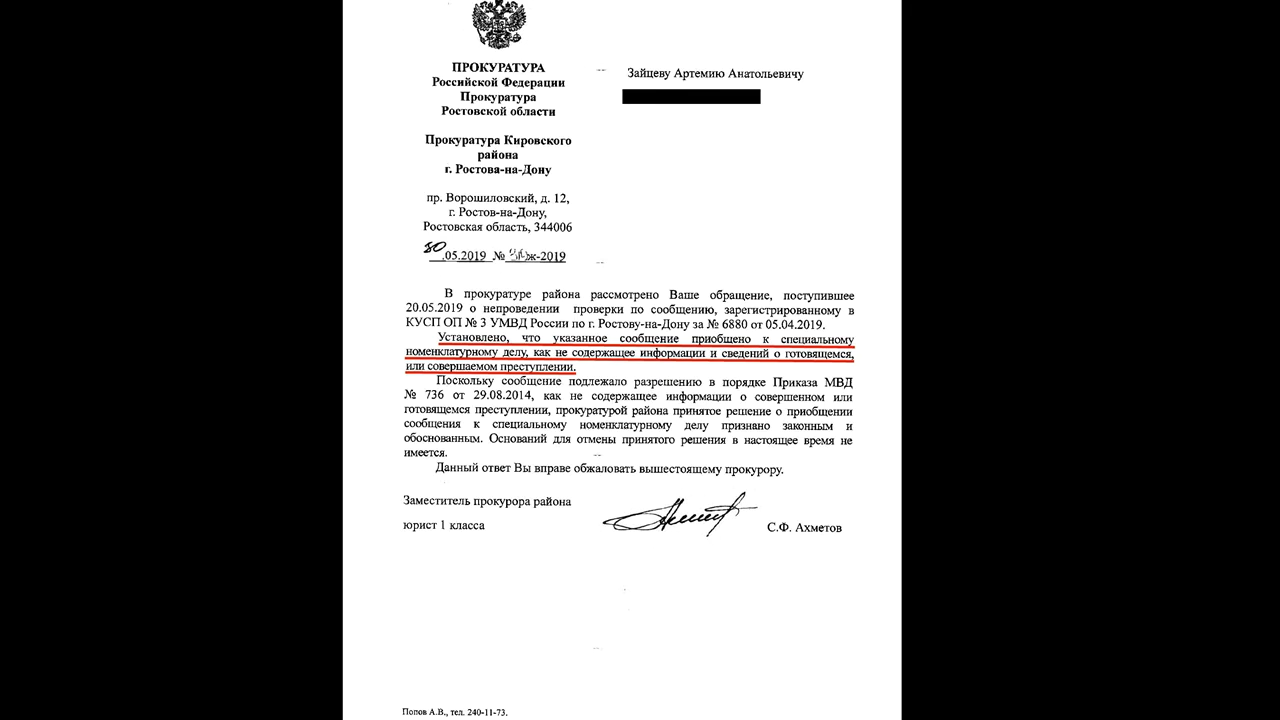 ПРОКУРАТУРА
Российской Федерации
Прокуратура
Ростовской области
Прокуратура Кировского
района
г. Ростова-на-Дону
пр. Ворошиловский, д. 12,
г. Ростов-на-Дону,
Ростовская область, 344006
30.05.2019 № ж-2019
Зайцеву Артемию Анатольевичу
В прокуратуре района рассмотрено Ваше обращение, поступившее
20.05.2019 о непроведении проверки по сообщению, зарегистрированному в
КУСП ОП № 3 УМВД России по г. Ростову-на-Дону за № 6880 от 05.04.2019.
Установлено, что указанное сообщение приобщено к специальному
номенклатурному делу, как не содержащее информации и сведений о готовящемся,
или совершаемом преступлении.
Поскольку сообщение подлежало разрешению в порядке Приказа МВД
№ 736 от 29.08.2014, как не содержащее информации о совершенном или
готовящемся преступлении, прокуратурой района принятое решение о приобщении
сообщения к специальному номенклатурному делу признано законным и
обоснованным. Оснований для отмены принятого решения в настоящее время не
имеется.
Данный ответ Вы вправе обжаловать вышестоящему прокурору.
Заместитель прокурора района
юрист 1 класса
С.Ф. Ахметов
Попов А.В., тел. 240-11-73.